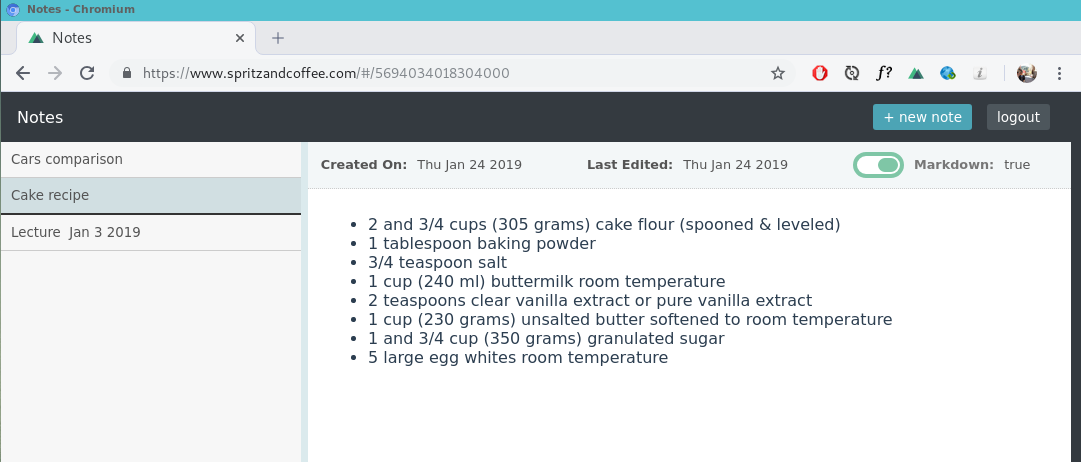 Notes - Chromium
Notes
https://www.spritzandcoffee.com/#/5694034018304000
f?
i
Notes
+ new note
logout
Cars comparison
Cake recipe
Lecture  Jan 3 2019
Created On: Thu Jan 24 2019
Last Edited: Thu Jan 24 2019
Markdown: true
• 2 and 3/4 cups (305 grams) cake flour (spooned & leveled)
• 1 tablespoon baking powder
• 3/4 teaspoon salt
• 1 cup (240 ml) buttermilk room temperature
• 2 teaspoons clear vanilla extract or pure vanilla extract
• 1 cup (230 grams) unsalted butter softened to room temperature
• 1 and 3/4 cup (350 grams) granulated sugar
• 5 large egg whites room temperature